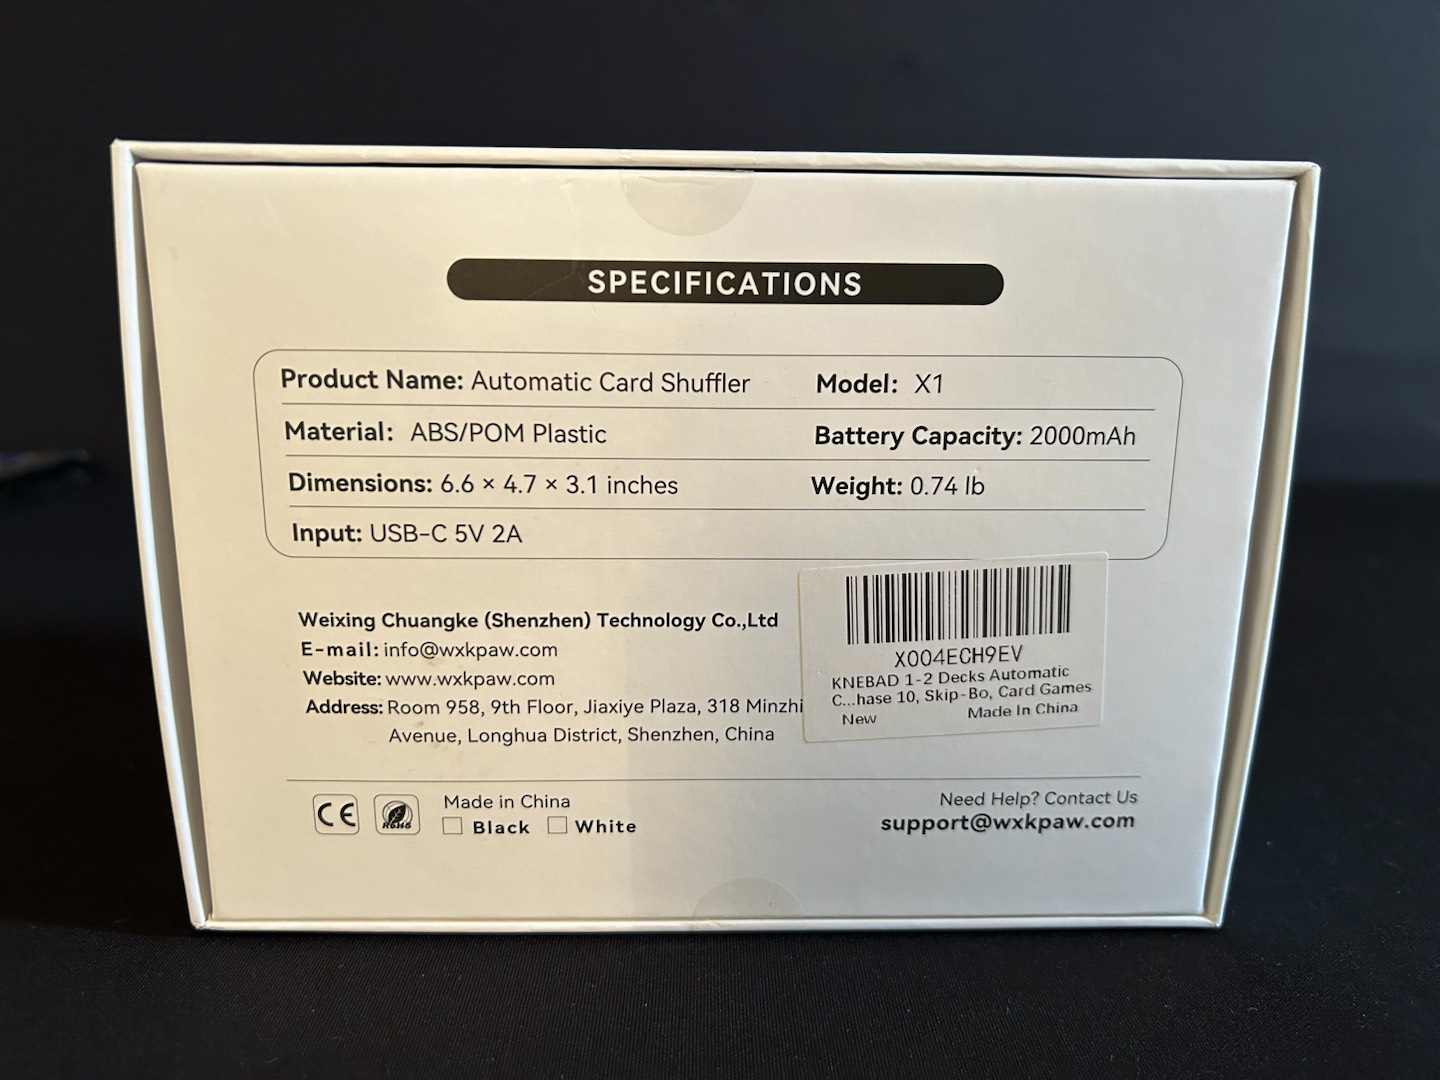 SPECIFICATIONS
Product Name: Automatic Card Shuffler Model: X1
Material: ABS/POM Plastic Battery Capacity: 2000mAh
Dimensions: 6.6 × 4.7 × 3.1 inches Weight: 0.74 lb
Input: USB-C 5V 2A
Weixing Chuangke (Shenzhen) Technology Co.,Ltd
E-mail: info@wxkpaw.com
Website: www.wxkpaw.com
Address: Room 958, 9th Floor, Jiaxiye Plaza, 318 Minzhi
Avenue, Longhua District, Shenzhen, China
X004ECH9EV
KNEBAD 1-2 Decks Automatic
C...hase 10, Skip-Bo, Card Games
New Made In China
CE RoHS
Made in China
Black White
Need Help? Contact Us
support@wxkpaw.com